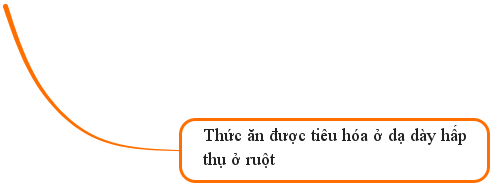 Thức ăn được tiêu hóa ở dạ dày hấp
thụ ở ruột